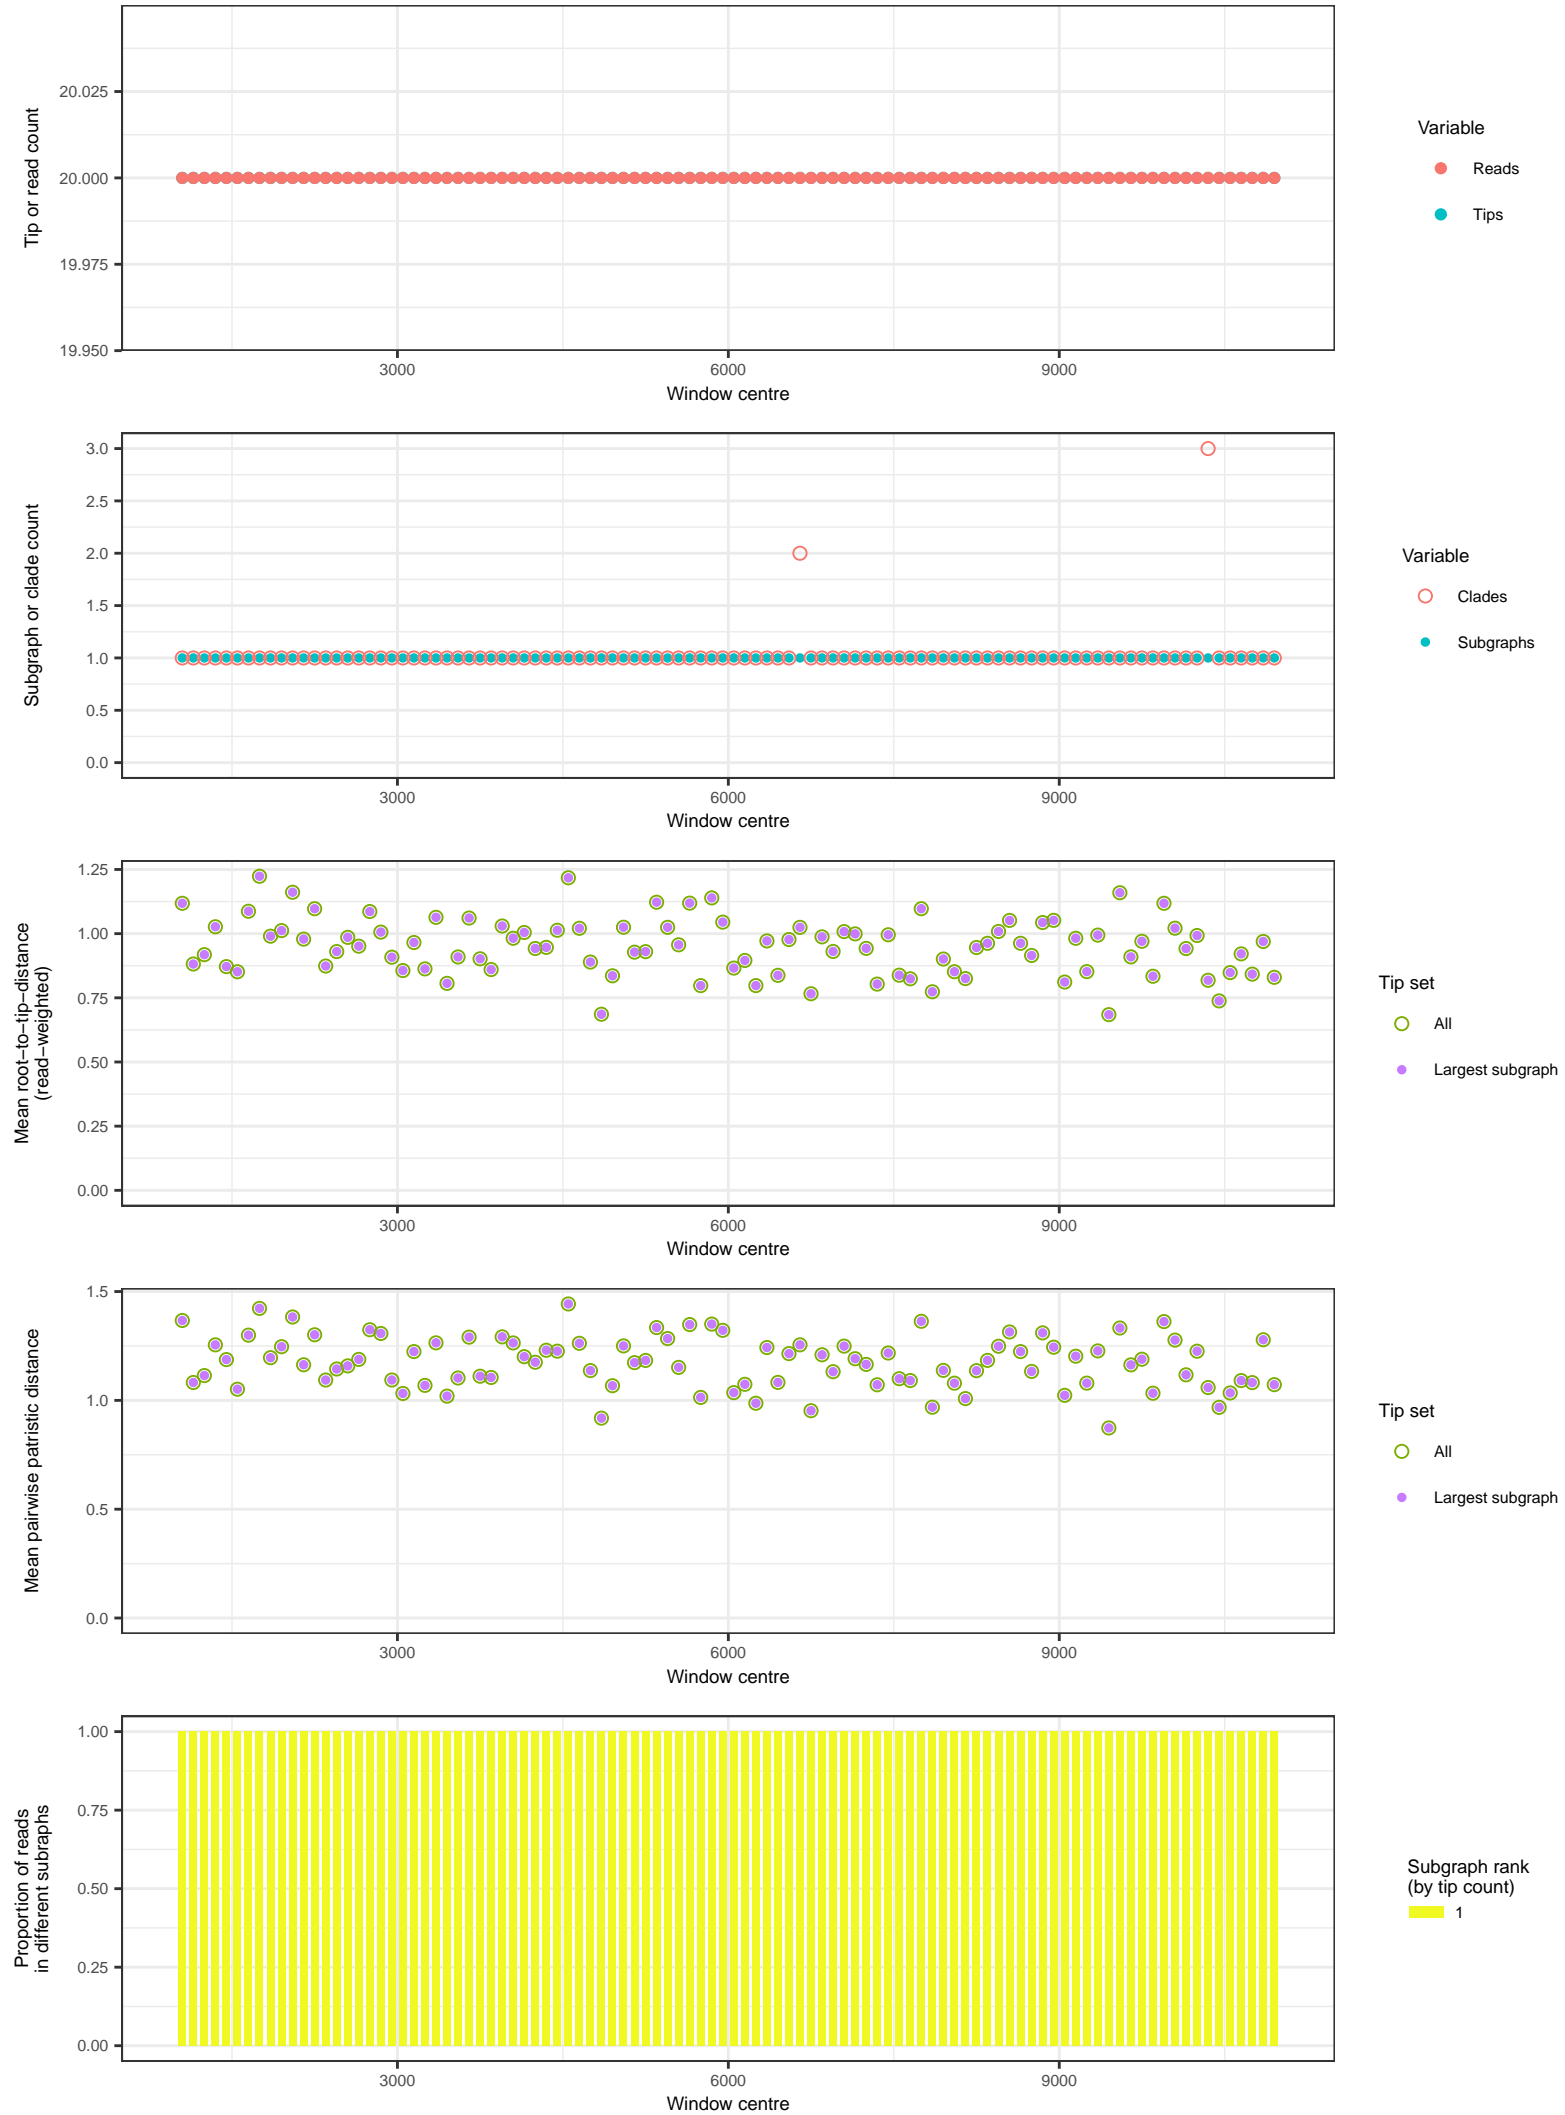 20.025
20.000
19.975
19.950
Tip or read count
3000 6000 9000
Window centre
Variable
Reads
Tips
3.0
2.5
2.0
1.5
1.0
0.5
0.0
Subgraph or clade count
3000 6000 9000
Window centre
Variable
Clades
Subgraphs
1.25
1.00
0.75
0.50
0.25
0.00
Mean root−to−tip−distance
(read−weighted)
3000 6000 9000
Window centre
Tip set
All
Largest subgraph
1.5
1.0
0.5
0.0
Mean pairwise patristic distance
3000 6000 9000
Window centre
Tip set
All
Largest subgraph
1.00
0.75
0.50
0.25
0.00
Proportion of reads
in different subraphs
3000 6000 9000
Window centre
Subgraph rank
(by tip count)
1